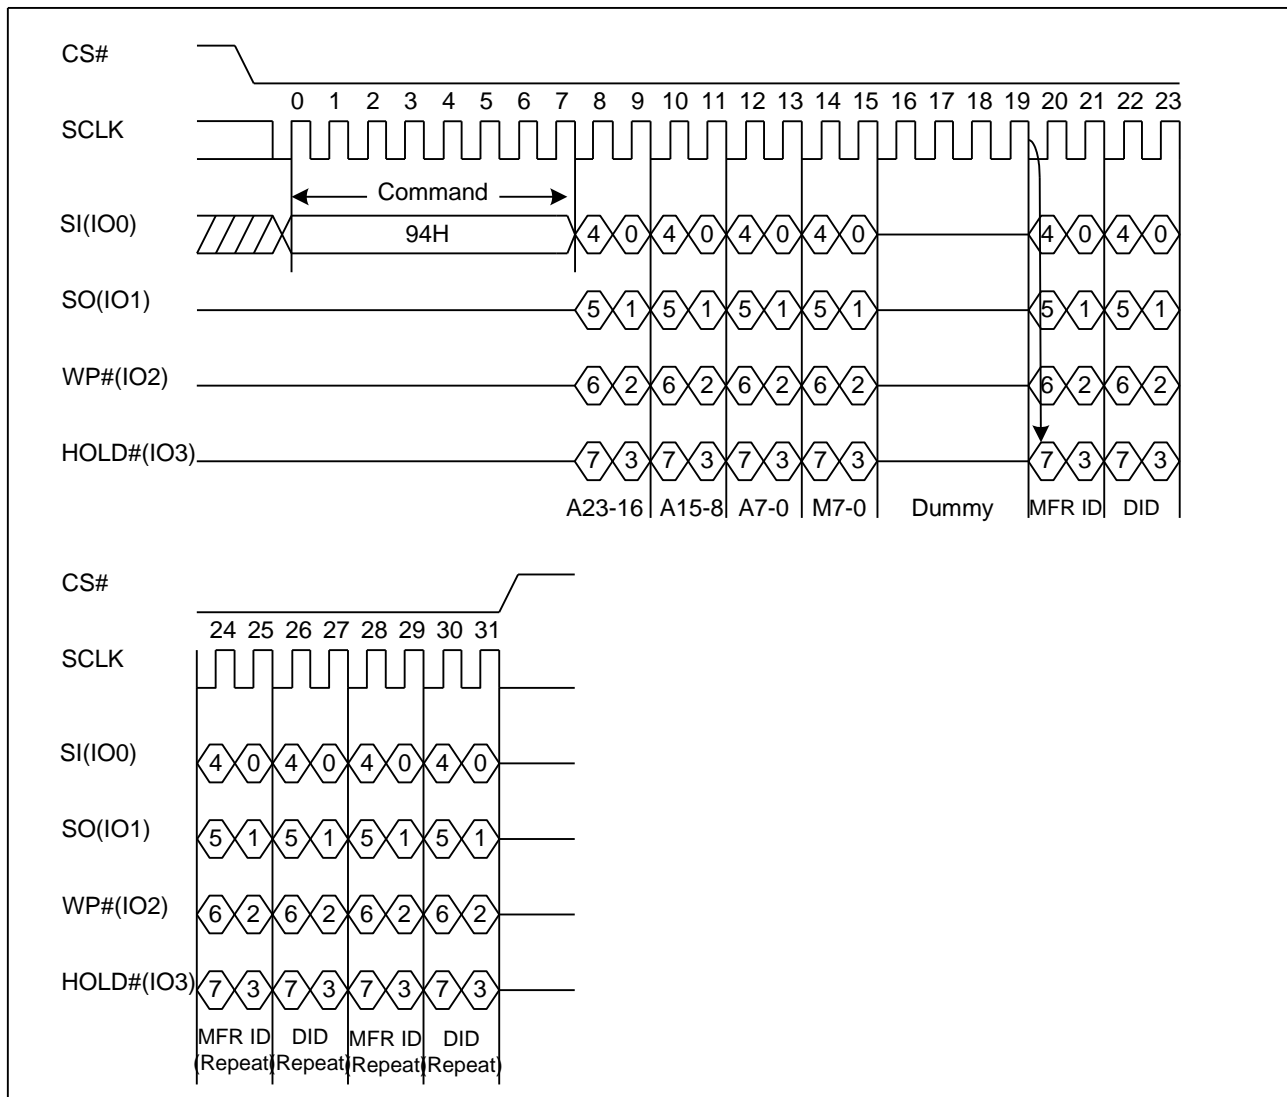 CS#
0 1 2 3 4 5 6 7 8 9 10 11 12 13 14 15 16 17 18 19 20 21 22 23
SCLK
Command
SI(IO0) 94H 4 0 4 0 4 0 4 0 4 0 4 0
SO(IO1) 5 1 5 1 5 1 5 1 5 1 5 1
WP#(IO2) 6 2 6 2 6 2 6 2 6 2 6 2
HOLD#(IO3) 7 3 7 3 7 3 7 3 7 3 7 3
A23-16 A15-8 A7-0 M7-0 Dummy MFR ID DID
CS#
24 25 26 27 28 29 30 31
SCLK
SI(IO0) 4 0 4 0 4 0 4 0
SO(IO1) 5 1 5 1 5 1 5 1
WP#(IO2) 6 2 6 2 6 2 6 2
HOLD#(IO3) 7 3 7 3 7 3 7 3
MFR ID DID MFR ID DID
(Repeat) (Repeat) (Repeat) (Repeat)